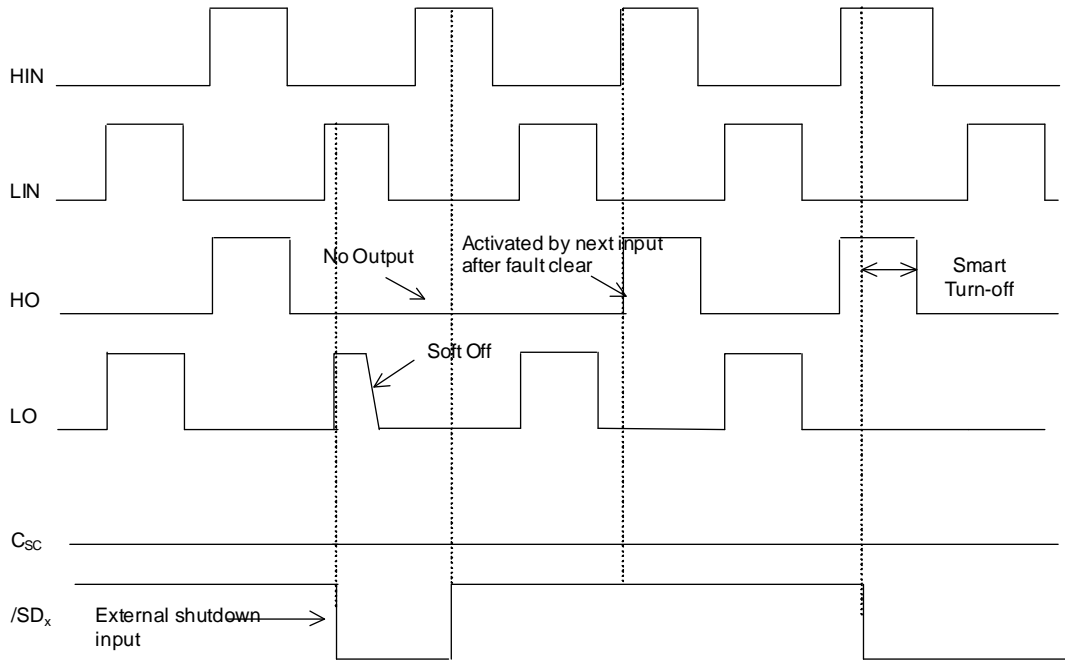 HIN
LIN
No Output
Activated by next input
after fault clear
HO
Smart
Turn-off
Soft Off
LO
CSC
/SDx
External shutdown
input